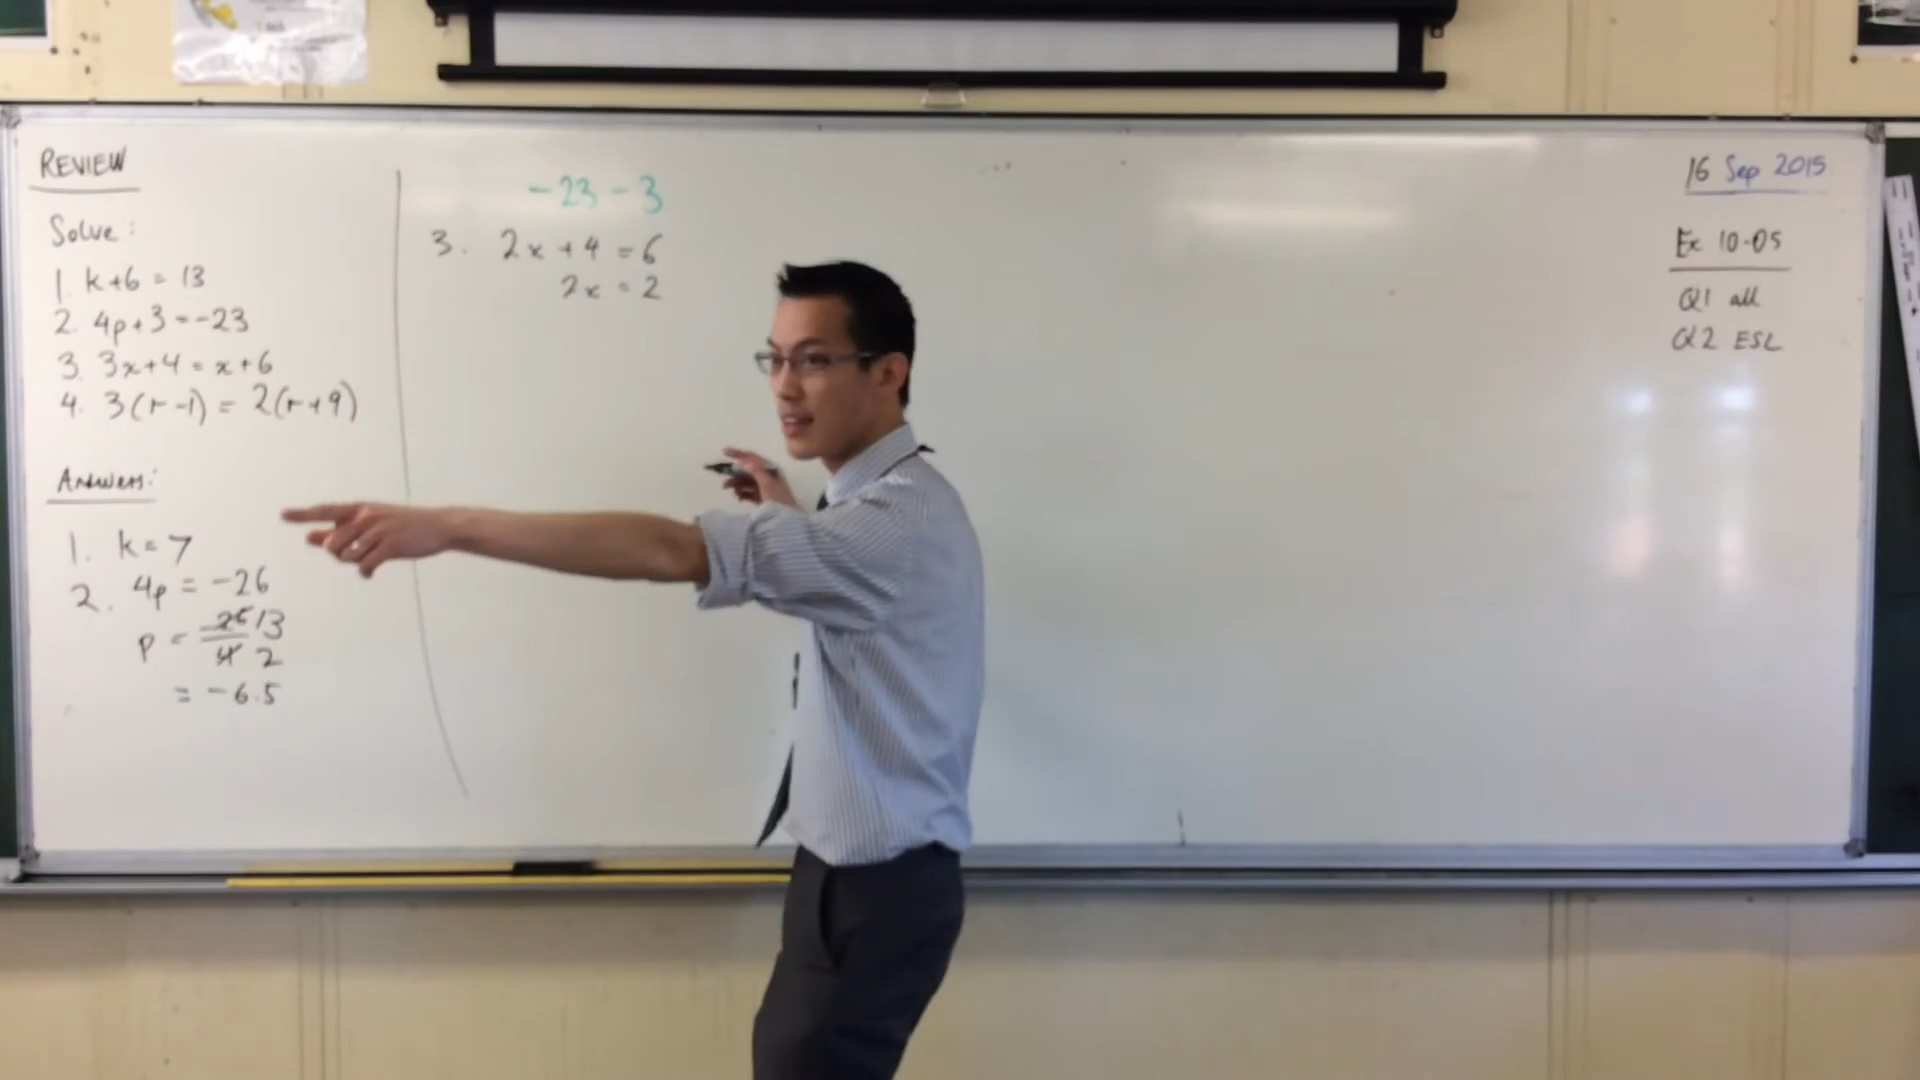 REVIEW
Solve:
1. k+6 = 13
2. 4p+3 = -23
3. 3x+4 = x+6
4. 3(r-1) = 2(r+9)
Answers:
1. k = 7
2. 4p = -26
p = -26 13
4 2
= -6.5
-23 - 3
3. 2x + 4 = 6
2x = 2
16 Sep 2015
Ex 10-05
Q1 all
Q2 ESL